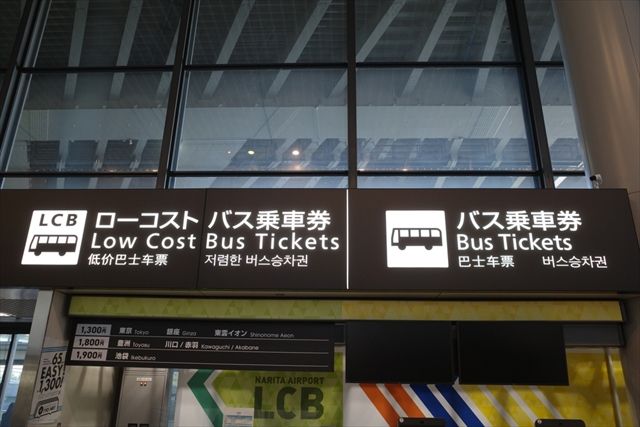 LCB
ローコスト バス乗車券
Low Cost Bus Tickets
低价巴士车票 저렴한 버스승차권
バス乗車券
Bus Tickets
巴士车票 버스승차권
1,300円 東京 Tokyo 銀座 Ginza 東雲イオン Shinonome Aeon
1,800円 豊洲 Toyosu 川口/赤羽 Kawaguchi / Akabane
1,900円 池袋 Ikebukuro
65
EASY
1,300
NARITA AIRPORT
LCB